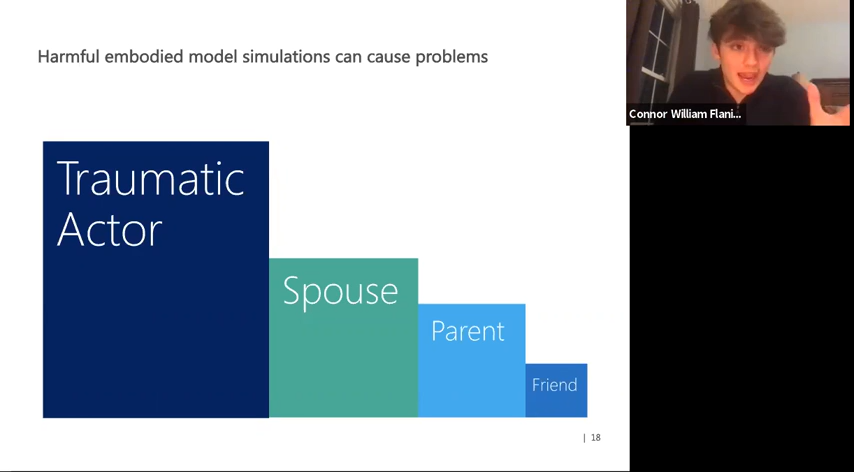 Harmful embodied model simulations can cause problems
Connor William Flani...
Traumatic
Actor
Spouse
Parent
Friend
| 18